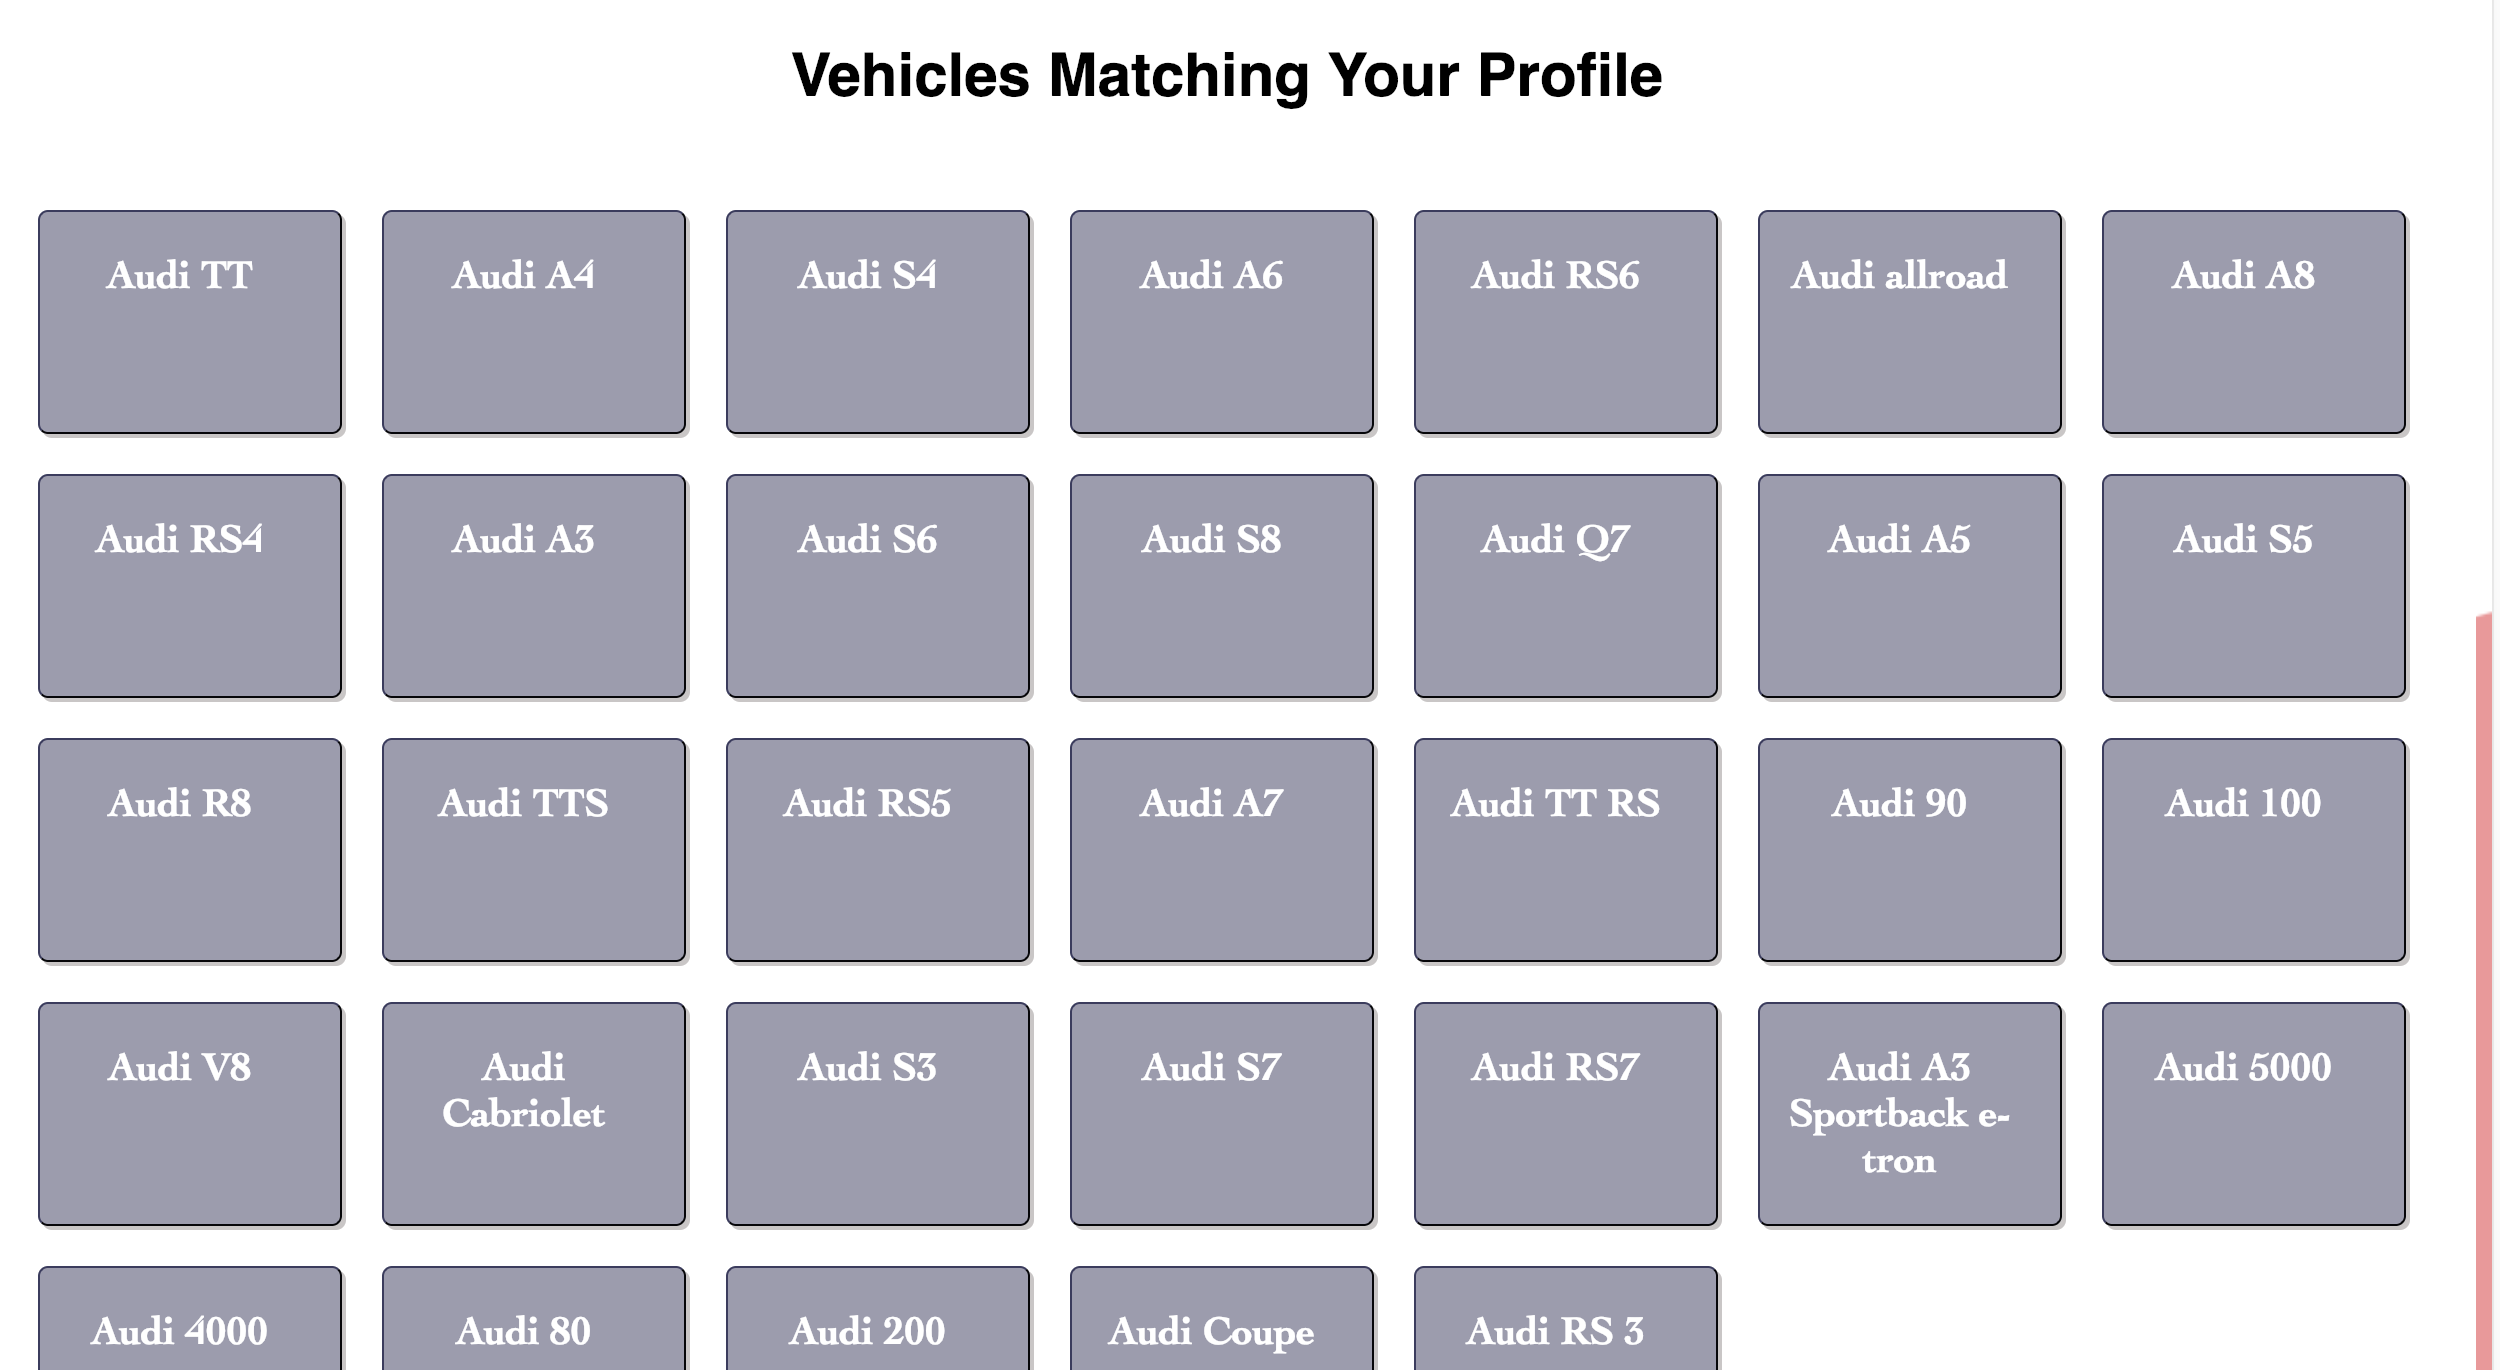 Vehicles Matching Your Profile
Audi TT
Audi A4
Audi S4
Audi A6
Audi RS6
Audi allroad
Audi A8
Audi RS4
Audi A3
Audi S6
Audi S8
Audi Q7
Audi A5
Audi S5
Audi R8
Audi TTS
Audi RS5
Audi A7
Audi TT RS
Audi 90
Audi 100
Audi V8
Audi
Cabriolet
Audi S3
Audi S7
Audi RS7
Audi A3
Sportback e-
tron
Audi 5000
Audi 4000
Audi 80
Audi 200
Audi Coupe
Audi RS 3